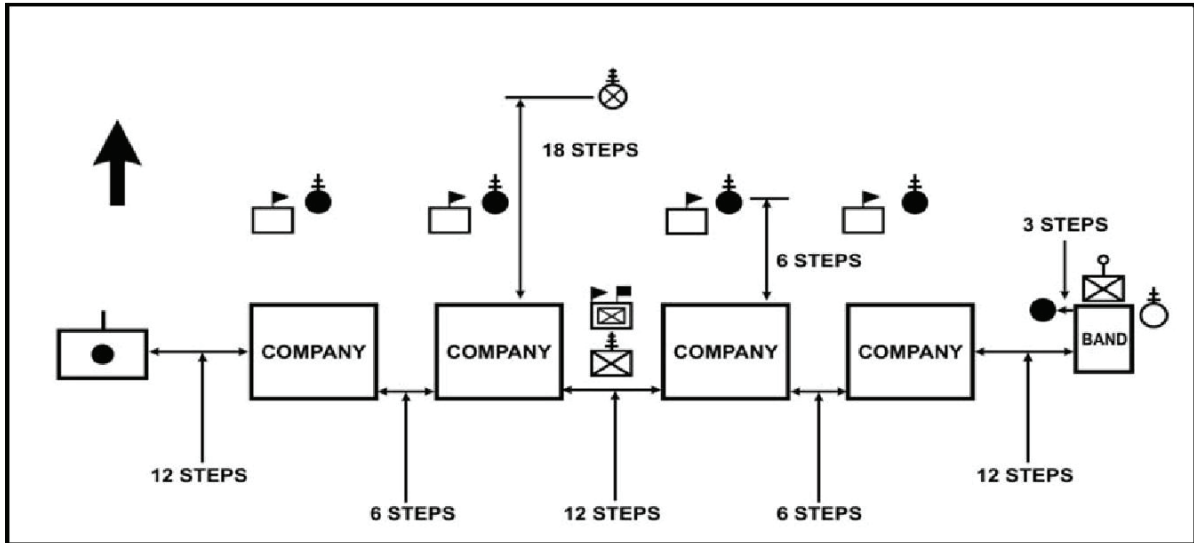 18 STEPS
3 STEPS
6 STEPS
COMPANY
COMPANY
COMPANY
COMPANY
BAND
12 STEPS
6 STEPS
12 STEPS
6 STEPS
12 STEPS